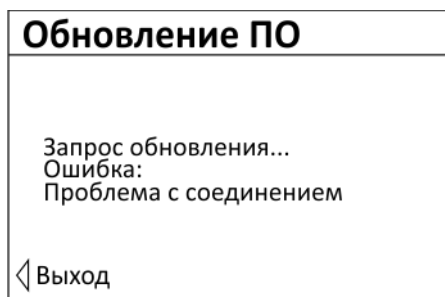 Обновление ПО
Запрос обновления...
Ошибка:
Проблема с соединением
Выход